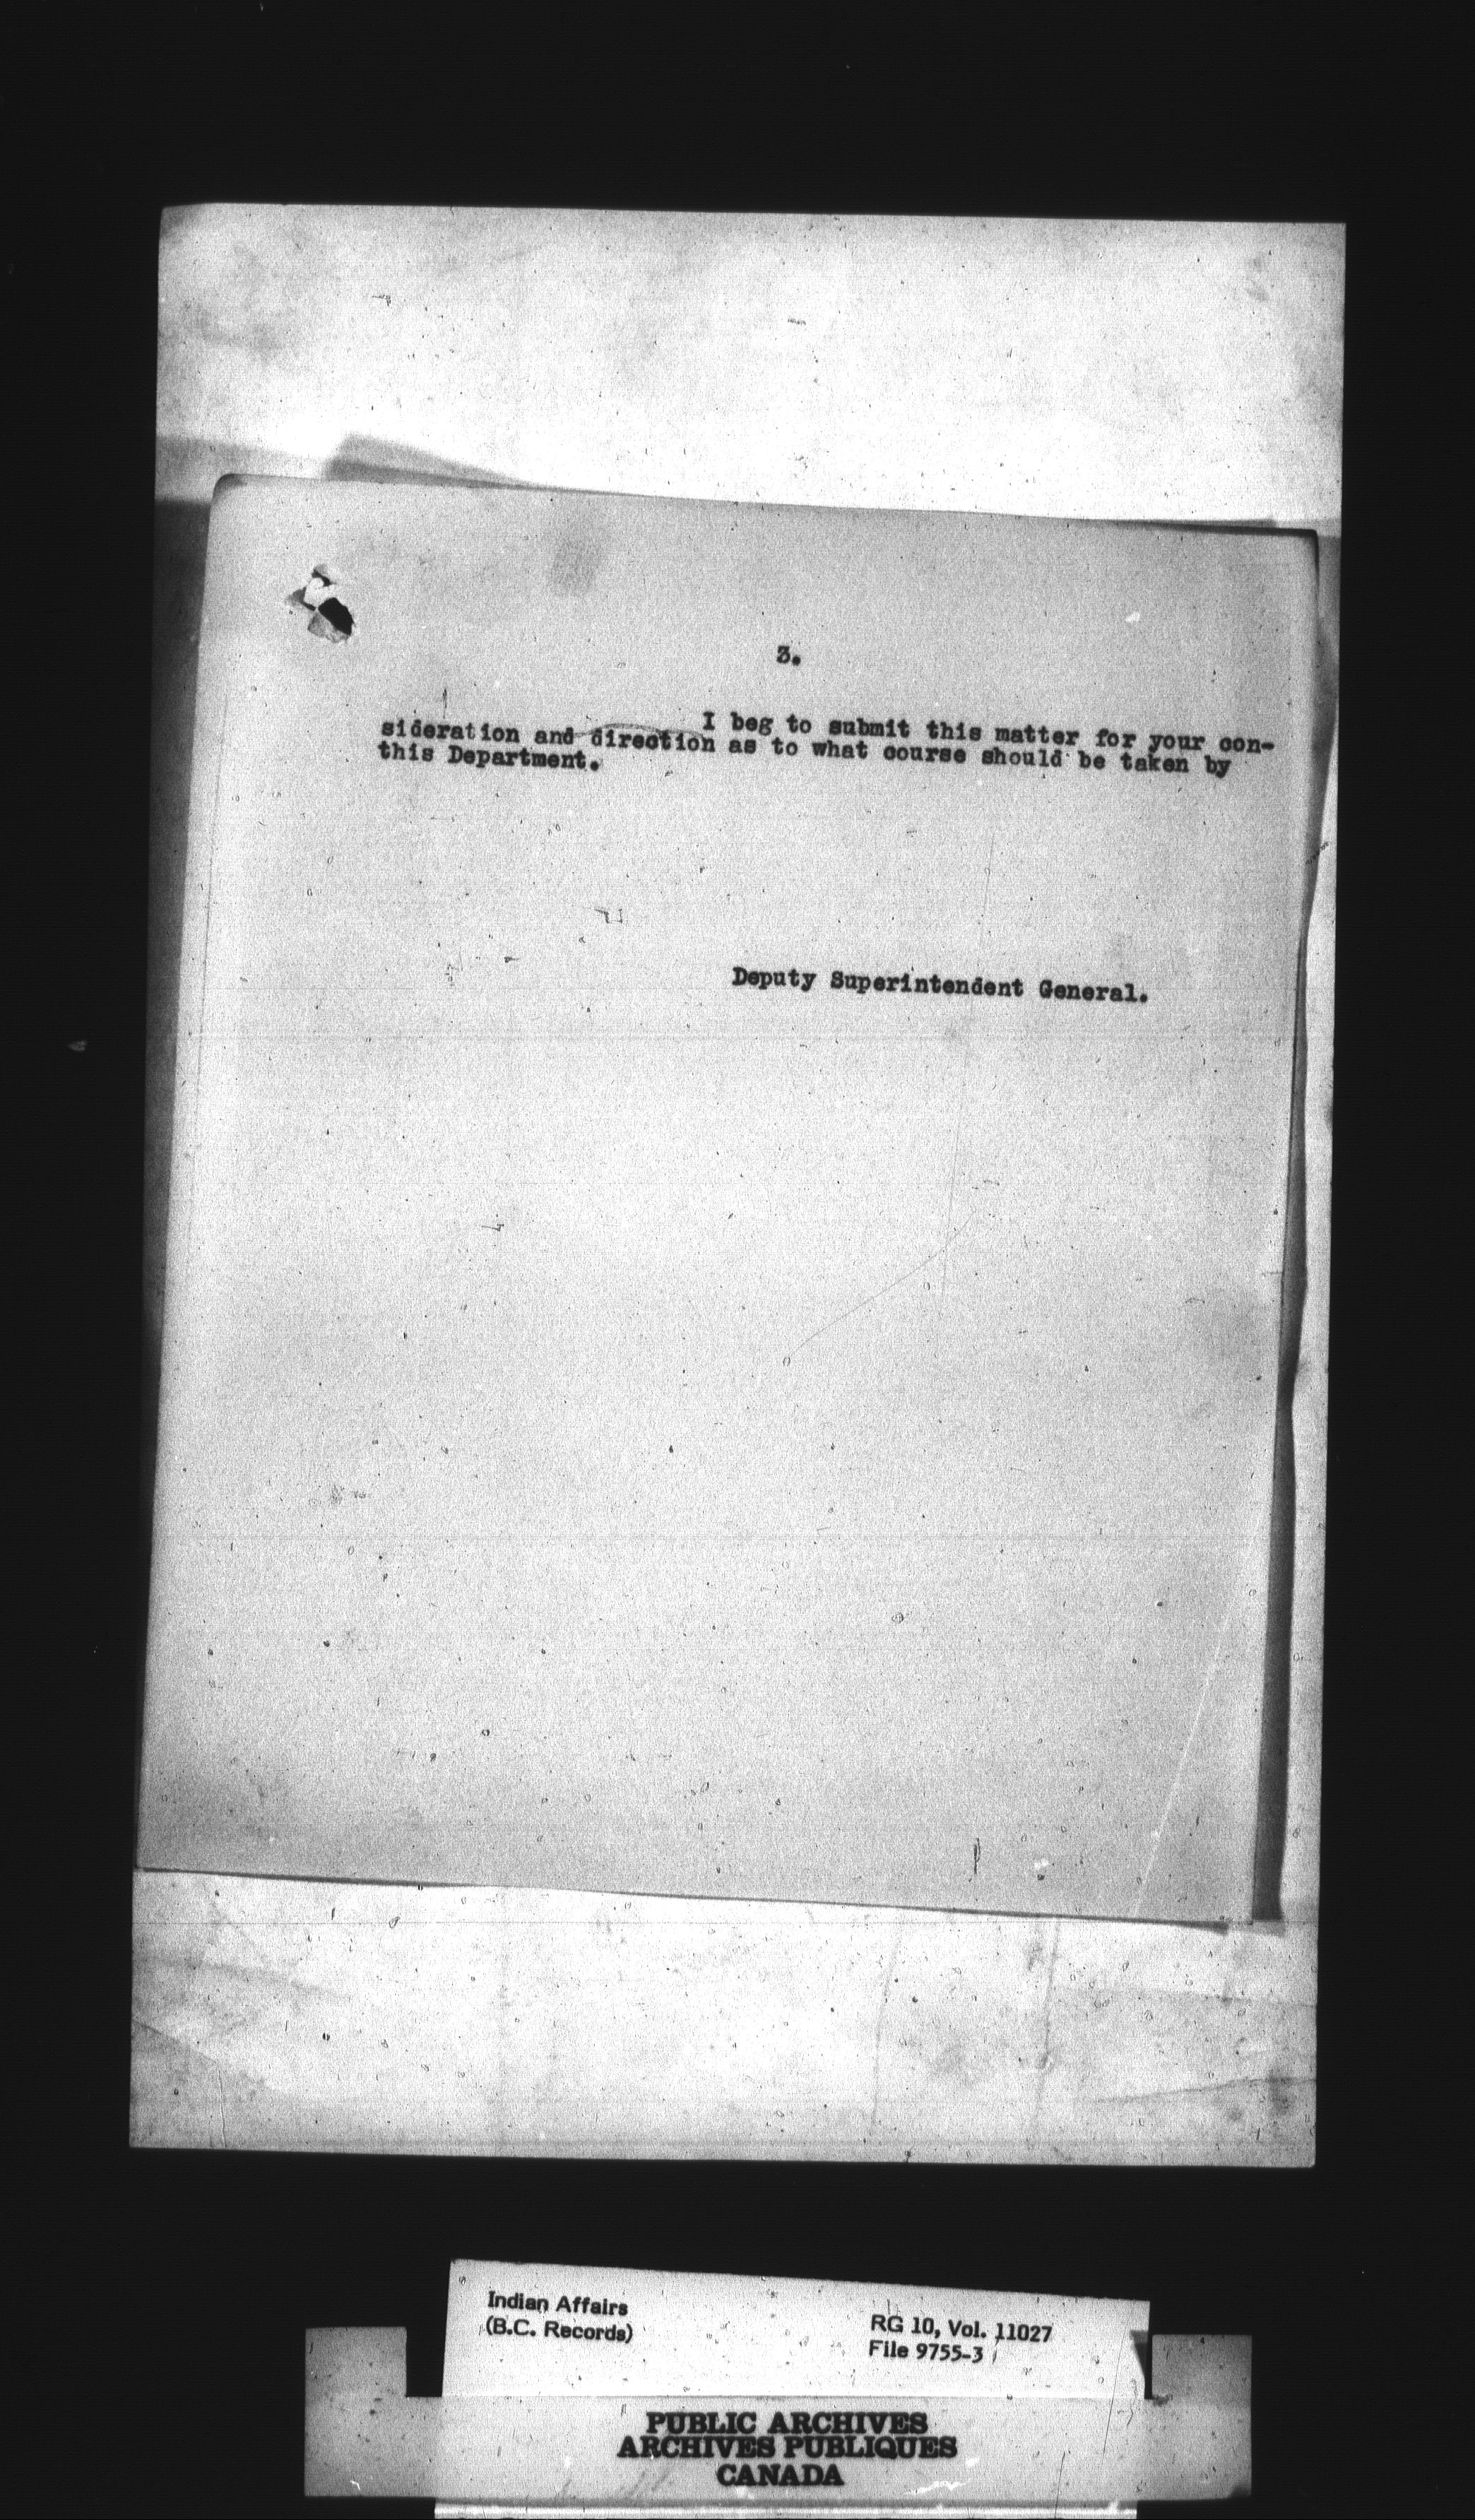 3.
I beg to submit this matter for your con-
sideration and direction as to what course should be taken by
this Department.
Deputy Superintendent General.
Indian Affairs
(B.C. Records)
RG 10, Vol. 11027
File 9755-3
PUBLIC ARCHIVES
ARCHIVES PUBLIQUES
CANADA